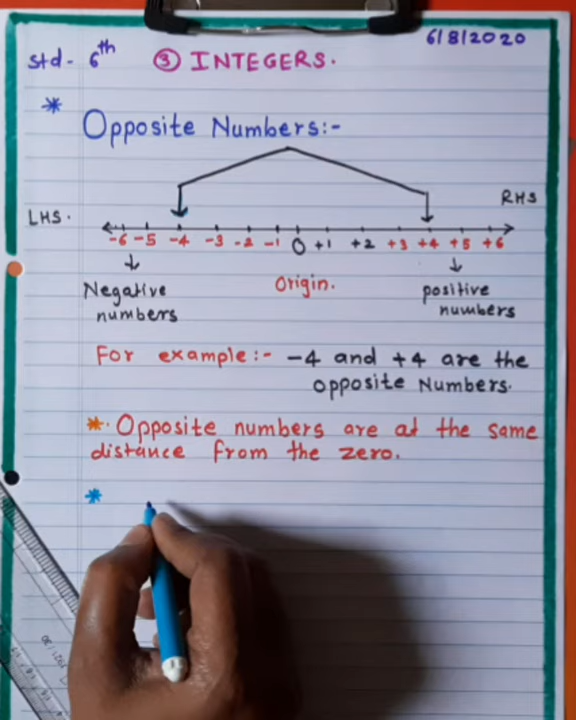 6/8/2020
std- 6th ③ INTEGERS.
* Opposite Numbers:-
LHS. RHS
-6 -5 -4 -3 -2 -1 0 +1 +2 +3 +4 +5 +6
Negative numbers
Origin.
positive numbers
For example:- -4 and +4 are the
opposite Numbers.
*. Opposite numbers are at the same
distance from the zero.
*